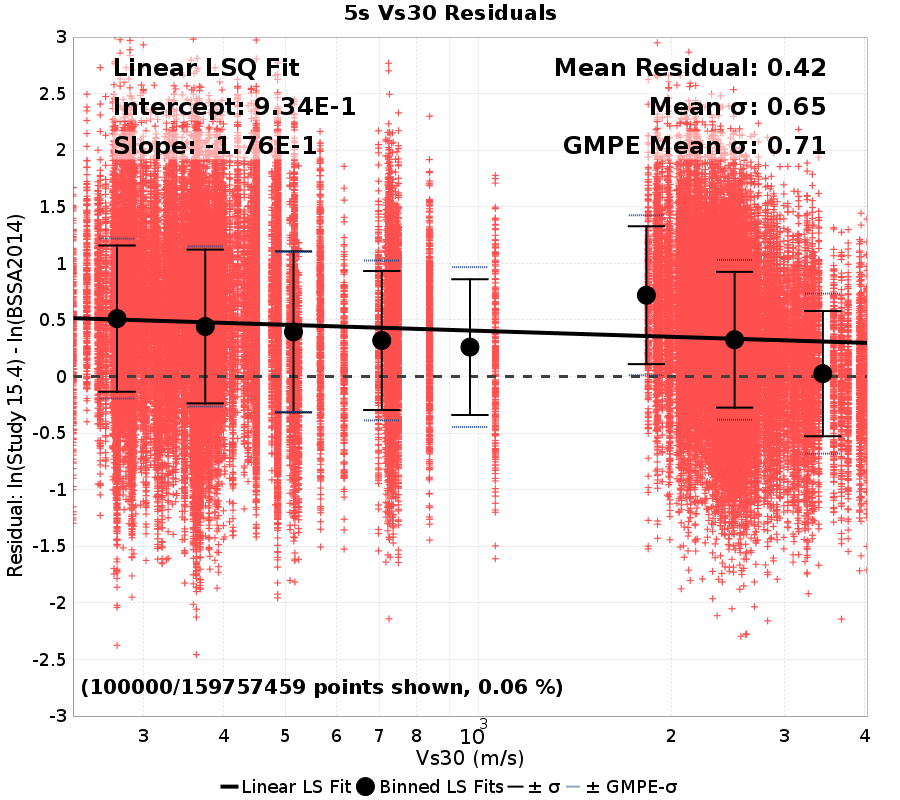 5s Vs30 Residuals
Linear LSQ Fit
Intercept: 9.34E-1
Slope: -1.76E-1
Mean Residual: 0.42
Mean σ: 0.65
GMPE Mean σ: 0.71
Residual: ln(Study 15.4) - ln(BSSA2014)
3
2.5
2
1.5
1
0.5
0
-0.5
-1
-1.5
-2
-2.5
-3
(100000/159757459 points shown, 0.06 %)
3 4 5 6 7 8 10³ 2 3 4
Vs30 (m/s)
Linear LS Fit Binned LS Fits ± σ ± GMPE-σ